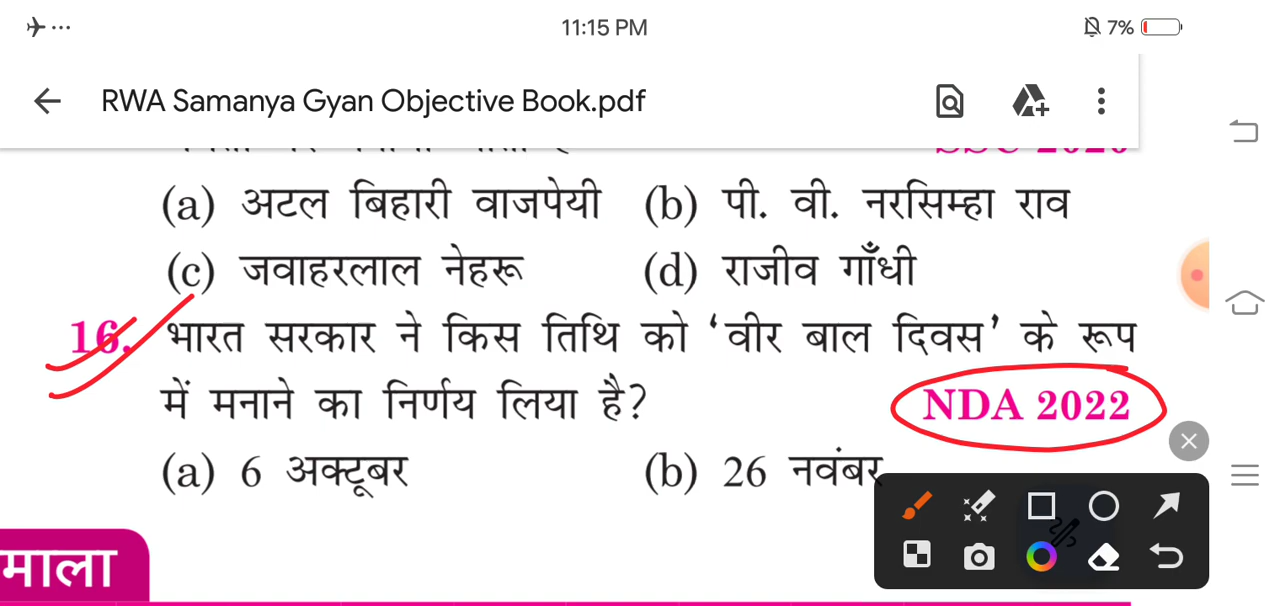 11:15 PM
7%
RWA Samanya Gyan Objective Book.pdf
(a) अटल बिहारी वाजपेयी (b) पी. वी. नरसिम्हा राव
(c) जवाहरलाल नेहरू (d) राजीव गाँधी
16. भारत सरकार ने किस तिथि को ‘वीर बाल दिवस’ के रूप
में मनाने का निर्णय लिया है? NDA 2022
(a) 6 अक्टूबर (b) 26 नवंबर
माला